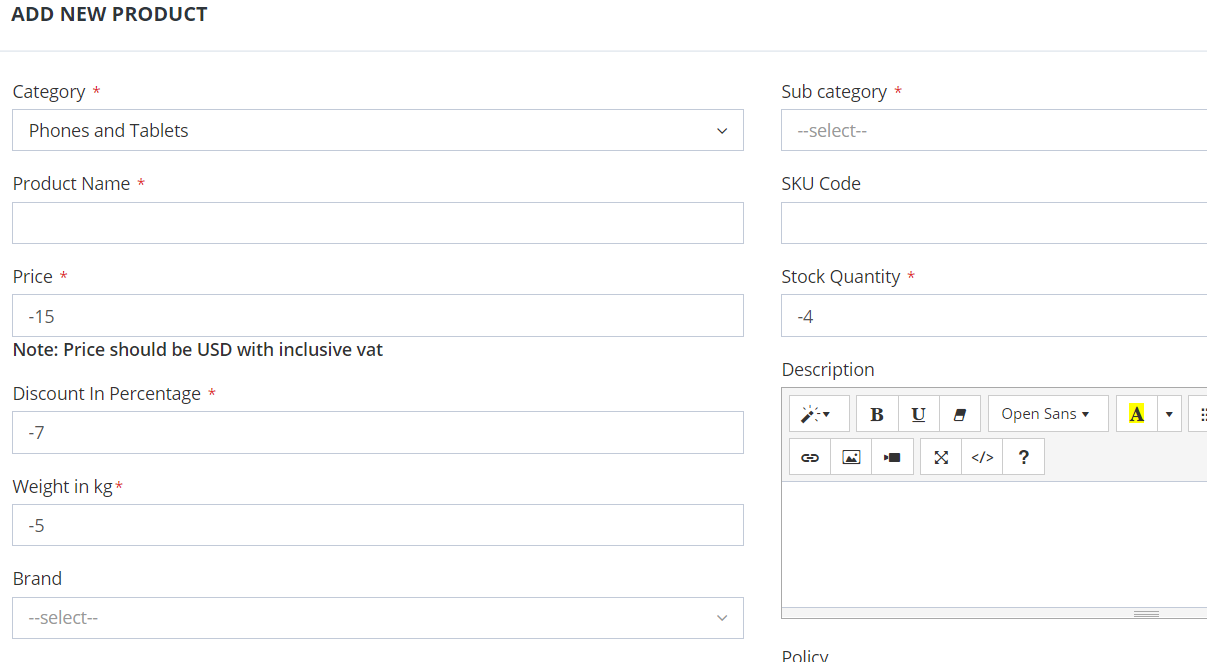 ADD NEW PRODUCT
Category *
Phones and Tablets
Sub category *
--select--
Product Name *
SKU Code
Price *
-15
Note: Price should be USD with inclusive vat
Stock Quantity *
-4
Discount In Percentage *
-7
Weight in kg*
-5
Brand
--select--
Description
B U Open Sans A
</> ?
Policy